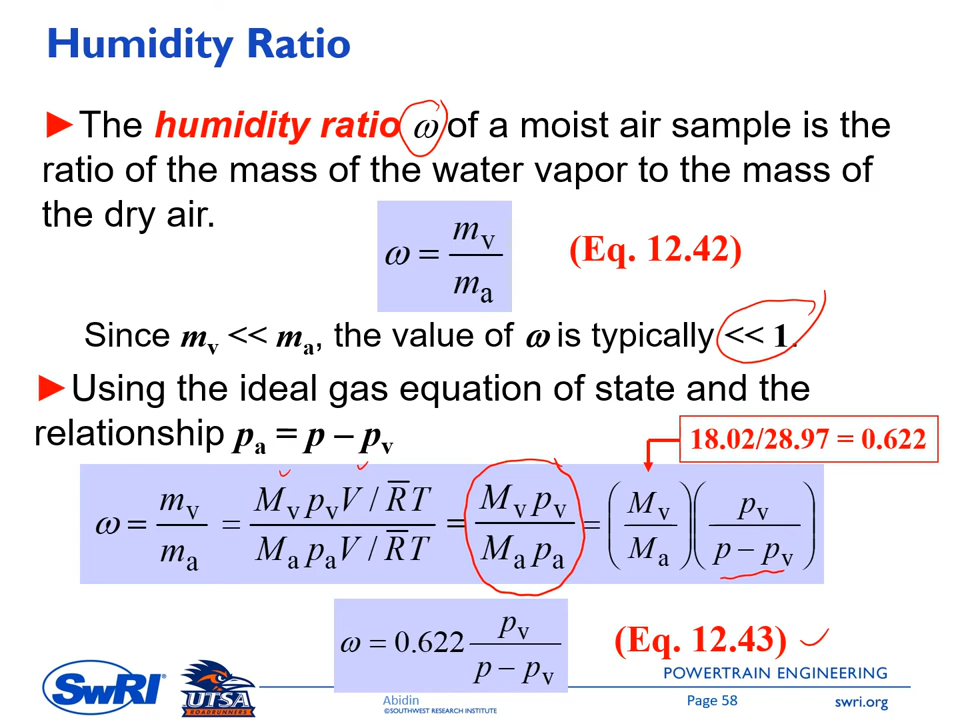 Humidity Ratio
►The humidity ratio ω of a moist air sample is the
ratio of the mass of the water vapor to the mass of
the dry air.
ω = m_v / m_a (Eq. 12.42)
Since m_v << m_a, the value of ω is typically << 1.
►Using the ideal gas equation of state and the
relationship p_a = p – p_v
18.02/28.97 = 0.622
ω = m_v / m_a = (M_v p_v V / R̅T) / (M_a p_a V / R̅T) = (M_v p_v) / (M_a p_a) = (M_v / M_a) (p_v / (p – p_v))
ω = 0.622 p_v / (p – p_v) (Eq. 12.43)
SwRI
UTSA
ROADRUNNERS
POWERTRAIN ENGINEERING
Abidin
©SOUTHWEST RESEARCH INSTITUTE
Page 58
swri.org